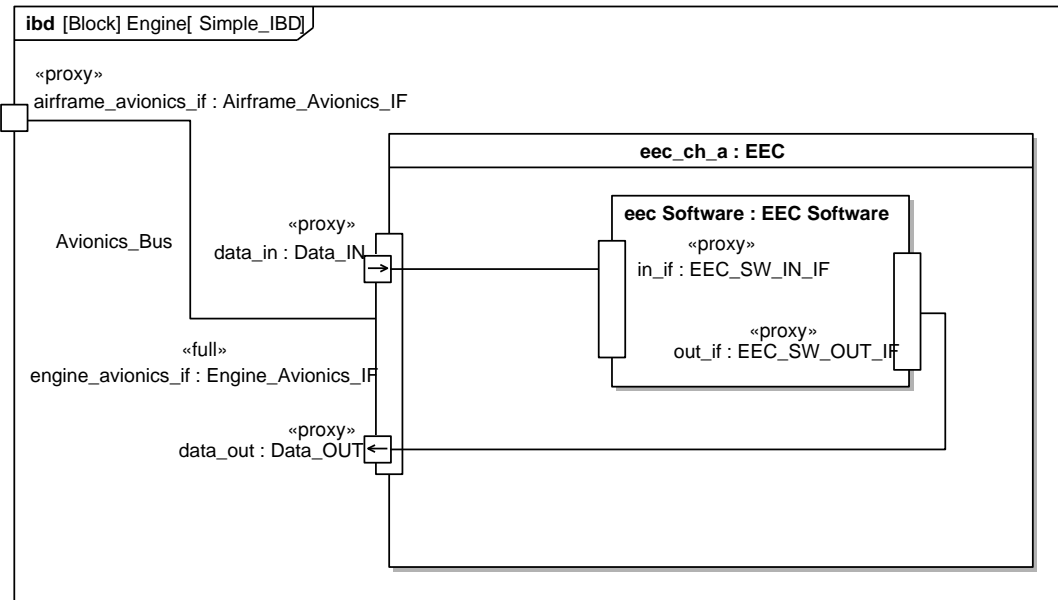 ibd [Block] Engine[ Simple_IBD]
«proxy»
airframe_avionics_if : Airframe_Avionics_IF
eec_ch_a : EEC
eec Software : EEC Software
«proxy»
in_if : EEC_SW_IN_IF
«proxy»
data_in : Data_IN
Avionics_Bus
«proxy»
out_if : EEC_SW_OUT_IF
«full»
engine_avionics_if : Engine_Avionics_IF
«proxy»
data_out : Data_OUT